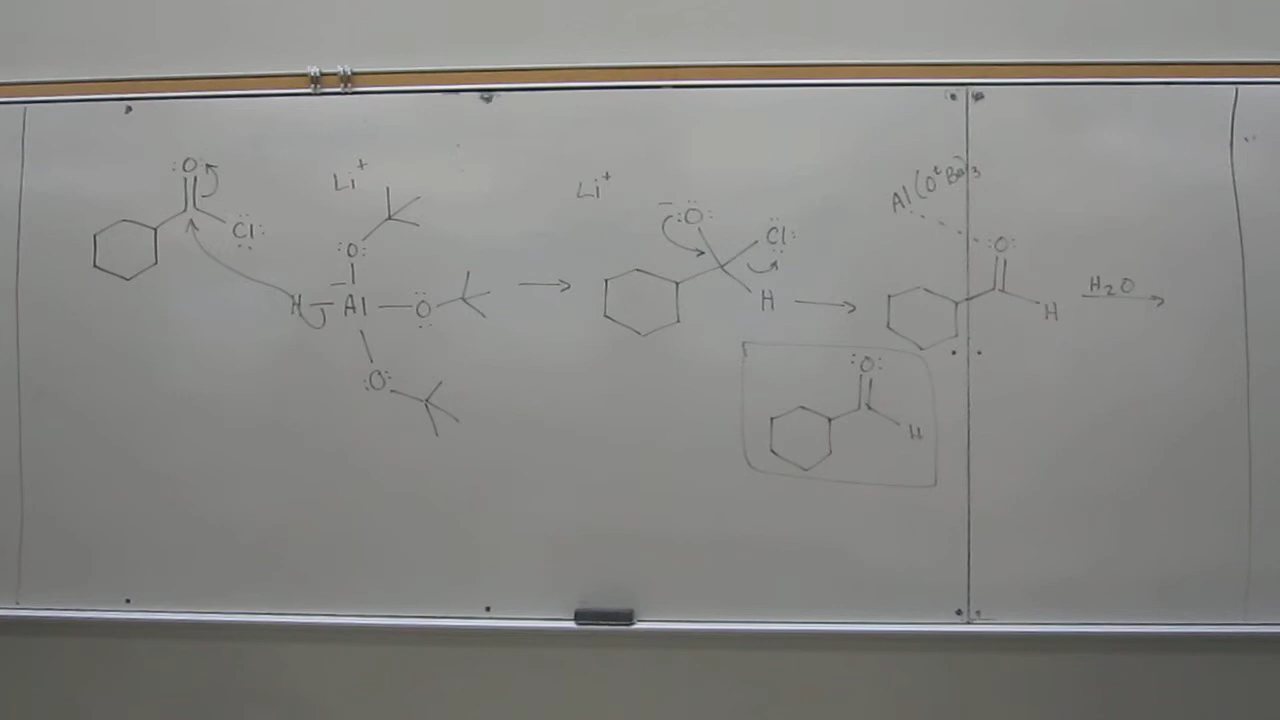 :O:
Cl:
Li+
:O:
H – Al – O
:O:
Li+
– :O:
Cl:
H
Al(OtBu)3
:O:
H
H2O
:O:
H